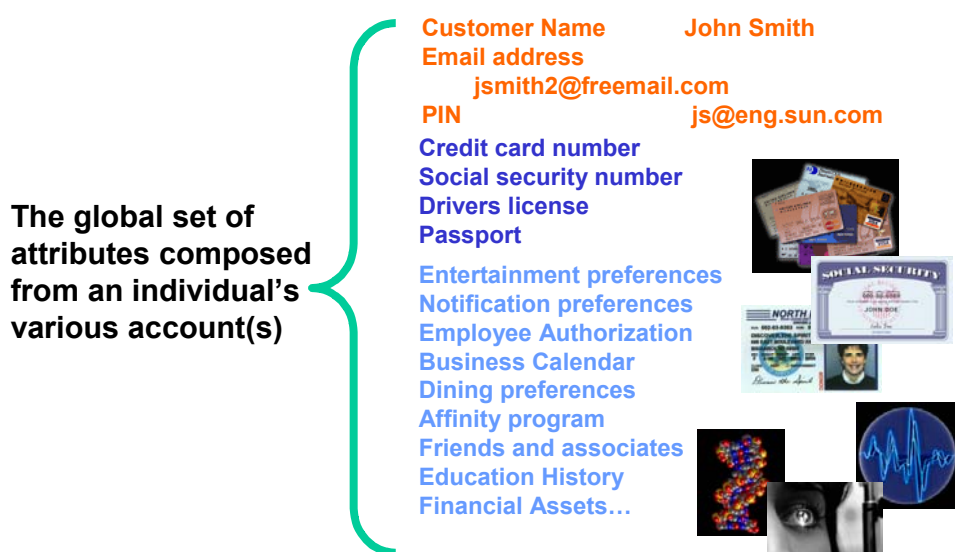 Customer Name John Smith
Email address
jsmith2@freemail.com
PIN js@eng.sun.com
Credit card number
Social security number
Drivers license
Passport
The global set of
attributes composed
from an individual's
various account(s)
Entertainment preferences
Notification preferences
Employee Authorization
Business Calendar
Dining preferences
Affinity program
Friends and associates
Education History
Financial Assets…
SOCIAL SECURITY
JOHN DOE
NORTH